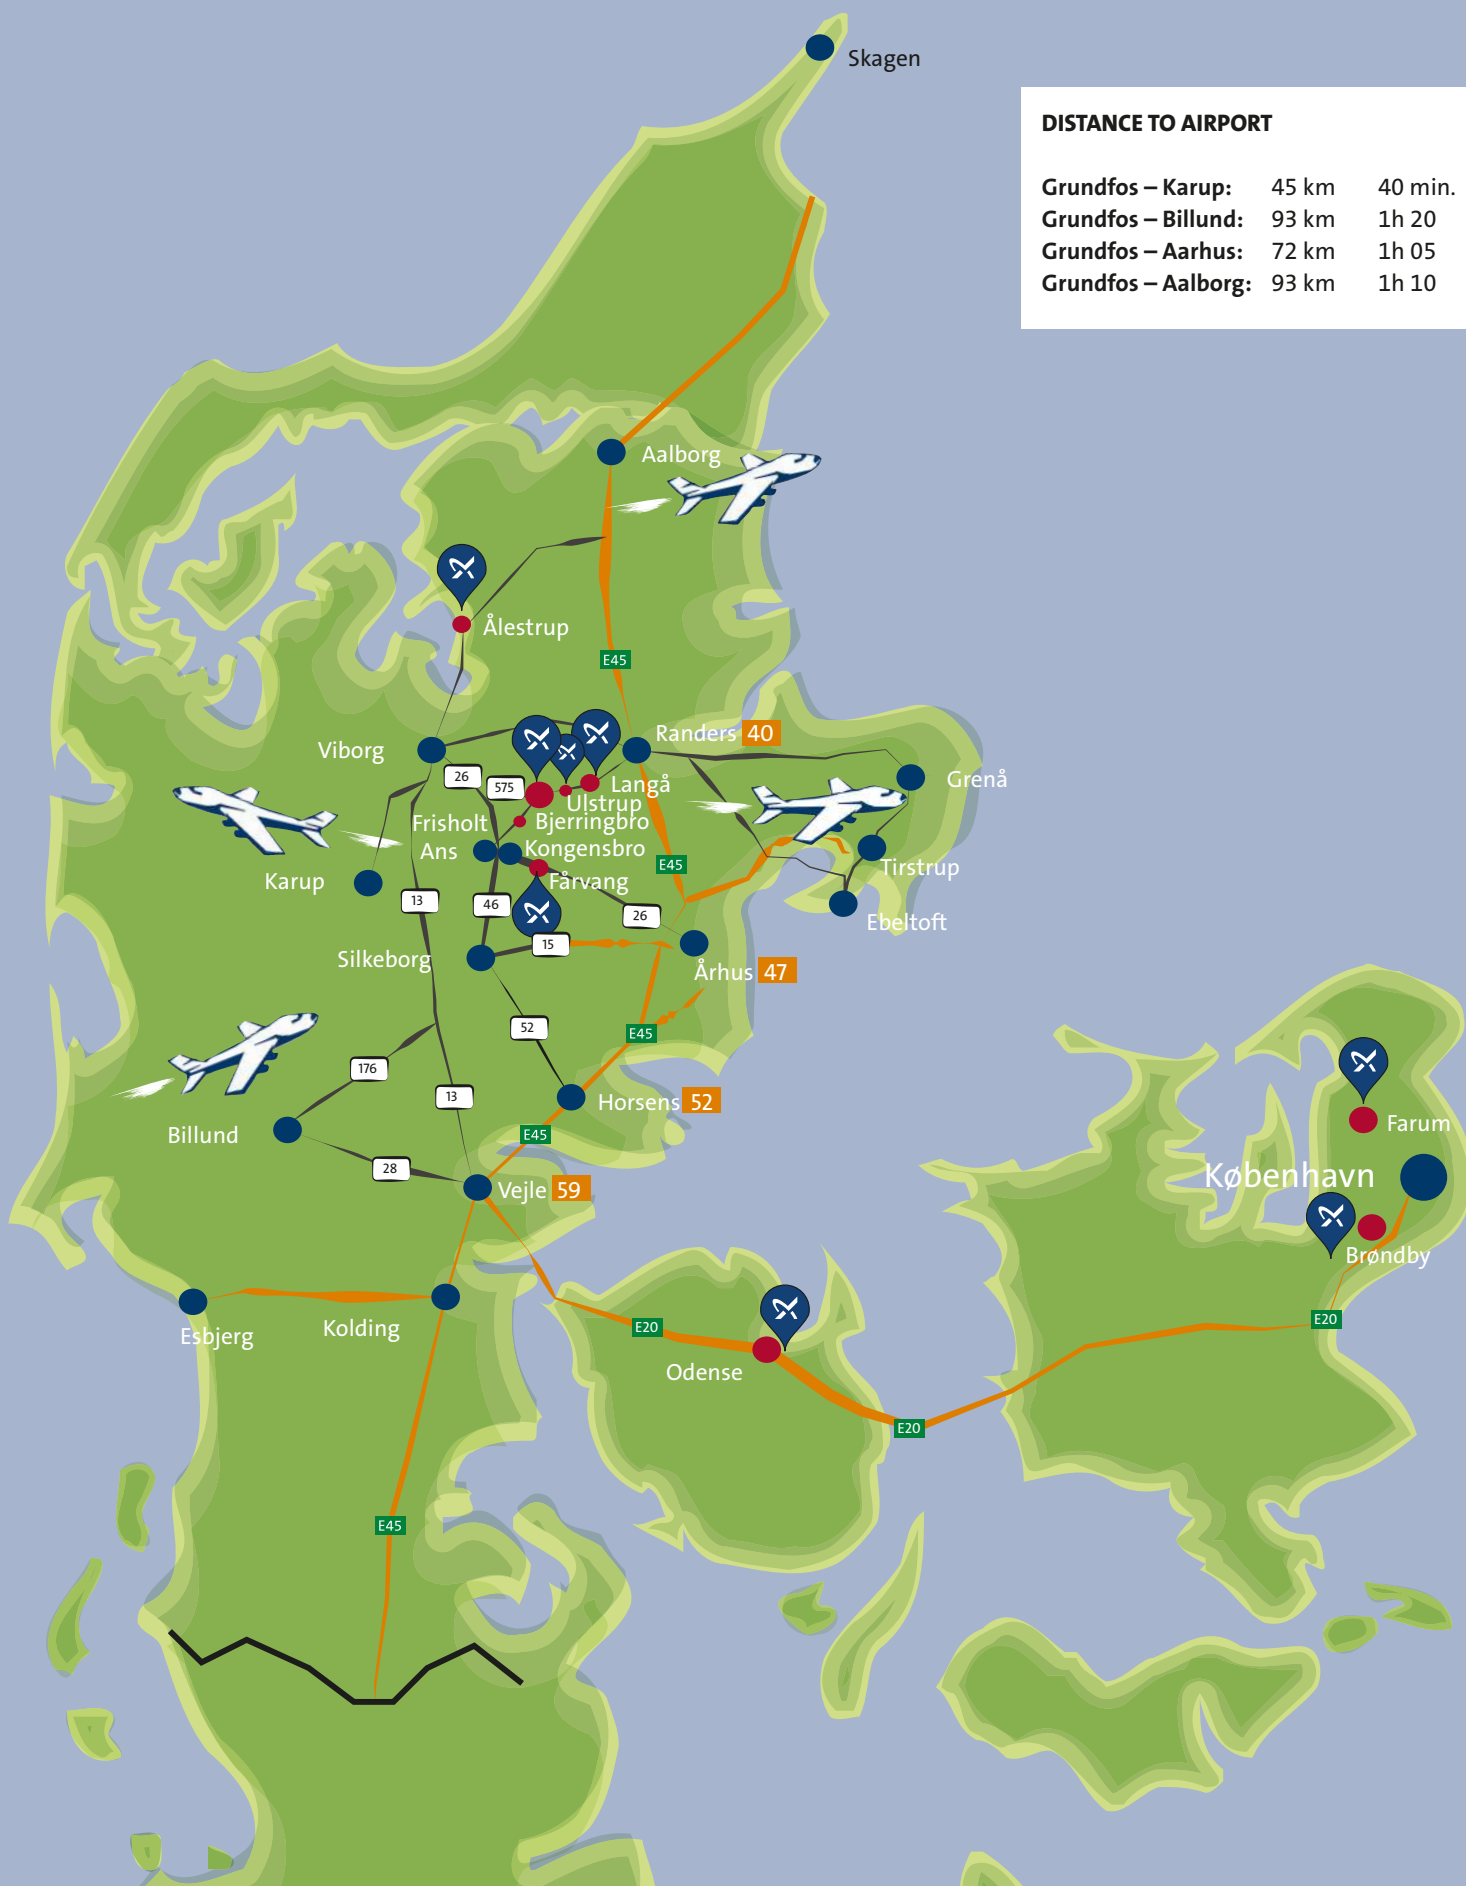 Skagen
DISTANCE TO AIRPORT
Grundfos – Karup: 45 km 40 min.
Grundfos – Billund: 93 km 1h 20
Grundfos – Aarhus: 72 km 1h 05
Grundfos – Aalborg: 93 km 1h 10
Aalborg
Ålestrup
E45
Randers 40
Viborg
26
575
Langå
Grenå
Ulstrup
Frisholt
Bjerringbro
Ans
Kongensbro
E45
Tirstrup
Karup
Fårvang
13
46
26
Ebeltoft
15
Silkeborg
Århus 47
52
E45
176
13
Horsens 52
Farum
Billund
E45
28
København
Vejle 59
Brøndby
Esbjerg
Kolding
E20
E20
Odense
E20
E45